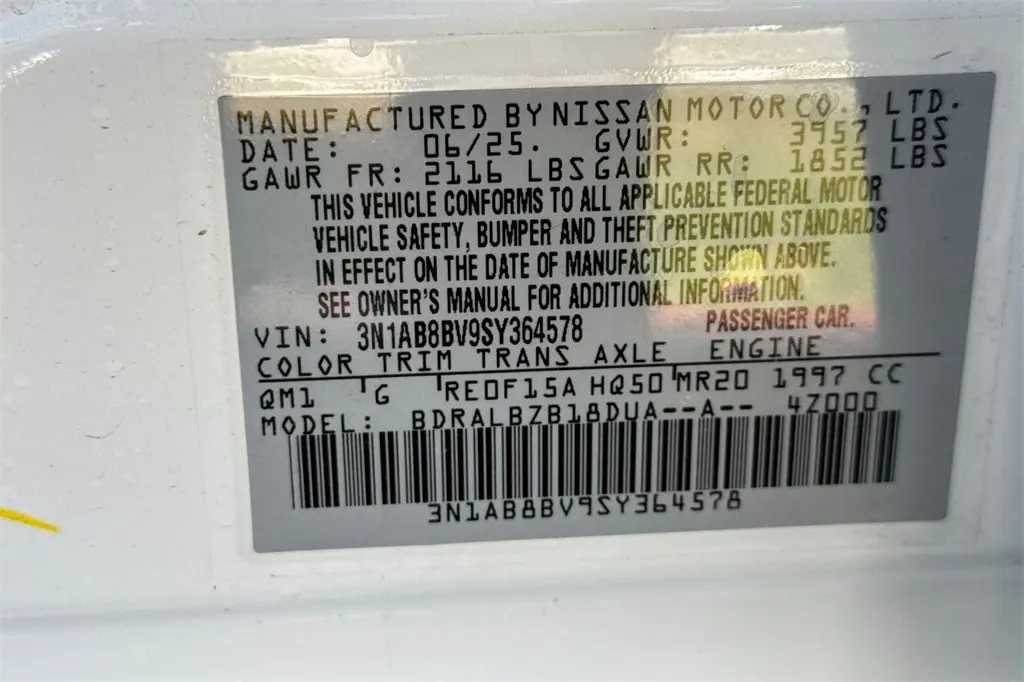 MANUFACTURED BY NISSAN MOTOR CO., LTD.
DATE: 06/25. GVWR: 3957 LBS
GAWR FR: 2116 LBS GAWR RR: 1852 LBS
THIS VEHICLE CONFORMS TO ALL APPLICABLE FEDERAL MOTOR
VEHICLE SAFETY, BUMPER AND THEFT PREVENTION STANDARDS
IN EFFECT ON THE DATE OF MANUFACTURE SHOWN ABOVE.
SEE OWNER'S MANUAL FOR ADDITIONAL INFORMATION.
VIN: 3N1AB8BV9SY364578 PASSENGER CAR.
COLOR TRIM TRANS AXLE ENGINE
QM1 G RE0F15A HQ50 MR20 1997 CC
MODEL: BDRALBZB18DUA--A-- 4Z000
3N1AB8BV9SY364578